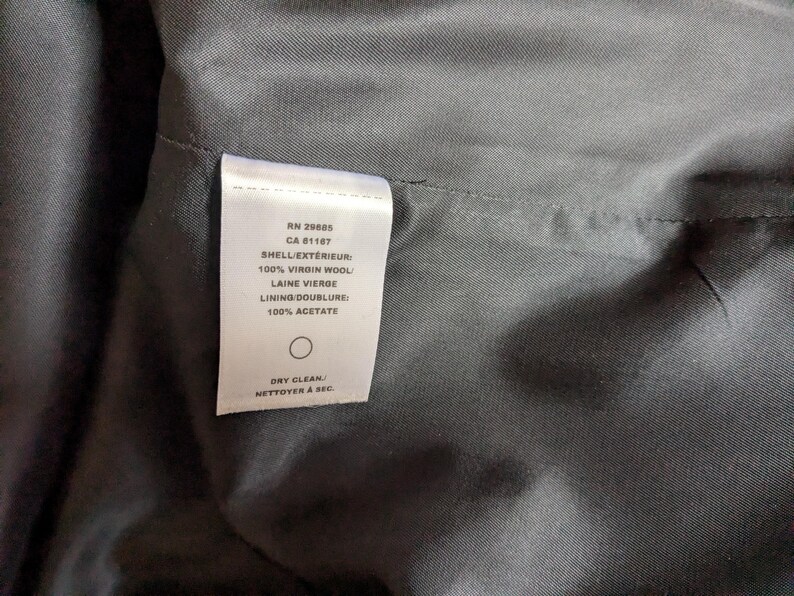 RN 29685
CA 61167
SHELL/EXTÉRIEUR:
100% VIRGIN WOOL/
LAINE VIERGE
LINING/DOUBLURE:
100% ACETATE
DRY CLEAN./
NETTOYER À SEC.